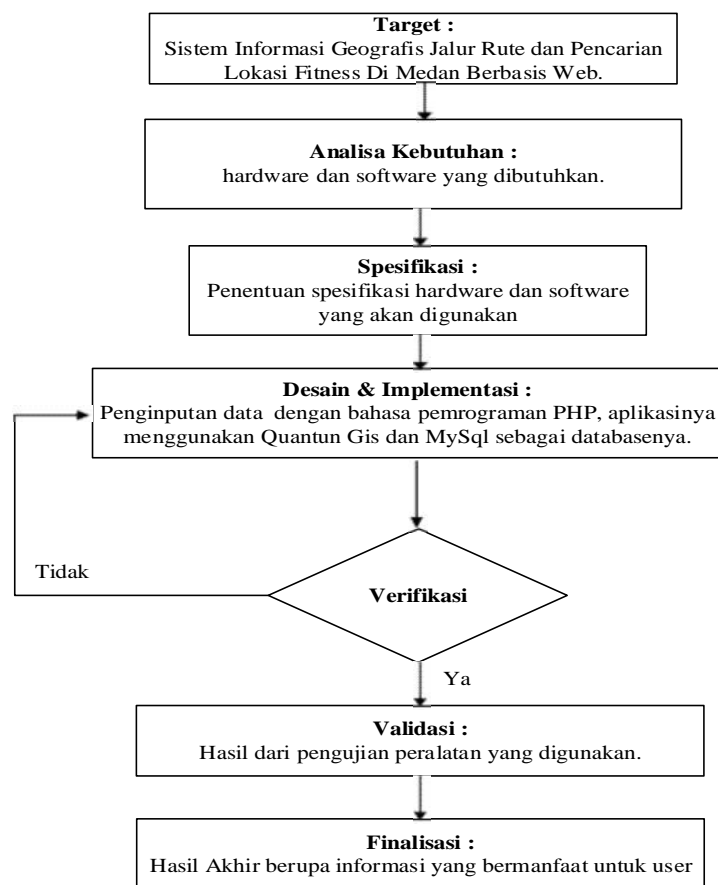 Target :
Sistem Informasi Geografis Jalur Rute dan Pencarian
Lokasi Fitness Di Medan Berbasis Web.
Analisa Kebutuhan :
hardware dan software yang dibutuhkan.
Spesifikasi :
Penentuan spesifikasi hardware dan software
yang akan digunakan
Desain & Implementasi :
Penginputan data dengan bahasa pemrograman PHP, aplikasinya
menggunakan Quantun Gis dan MySql sebagai databasenya.
Tidak
Verifikasi
Ya
Validasi :
Hasil dari pengujian peralatan yang digunakan.
Finalisasi :
Hasil Akhir berupa informasi yang bermanfaat untuk user